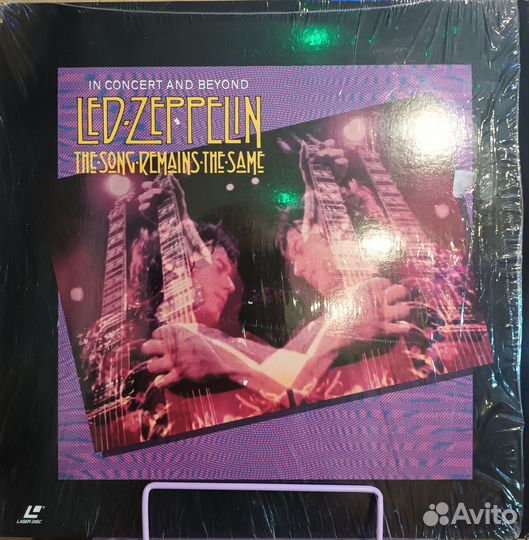 IN CONCERT AND BEYOND
LED·ZEPPELIN
THE·SONG·REMAINS·THE·SAME
LASER DISC
Avito